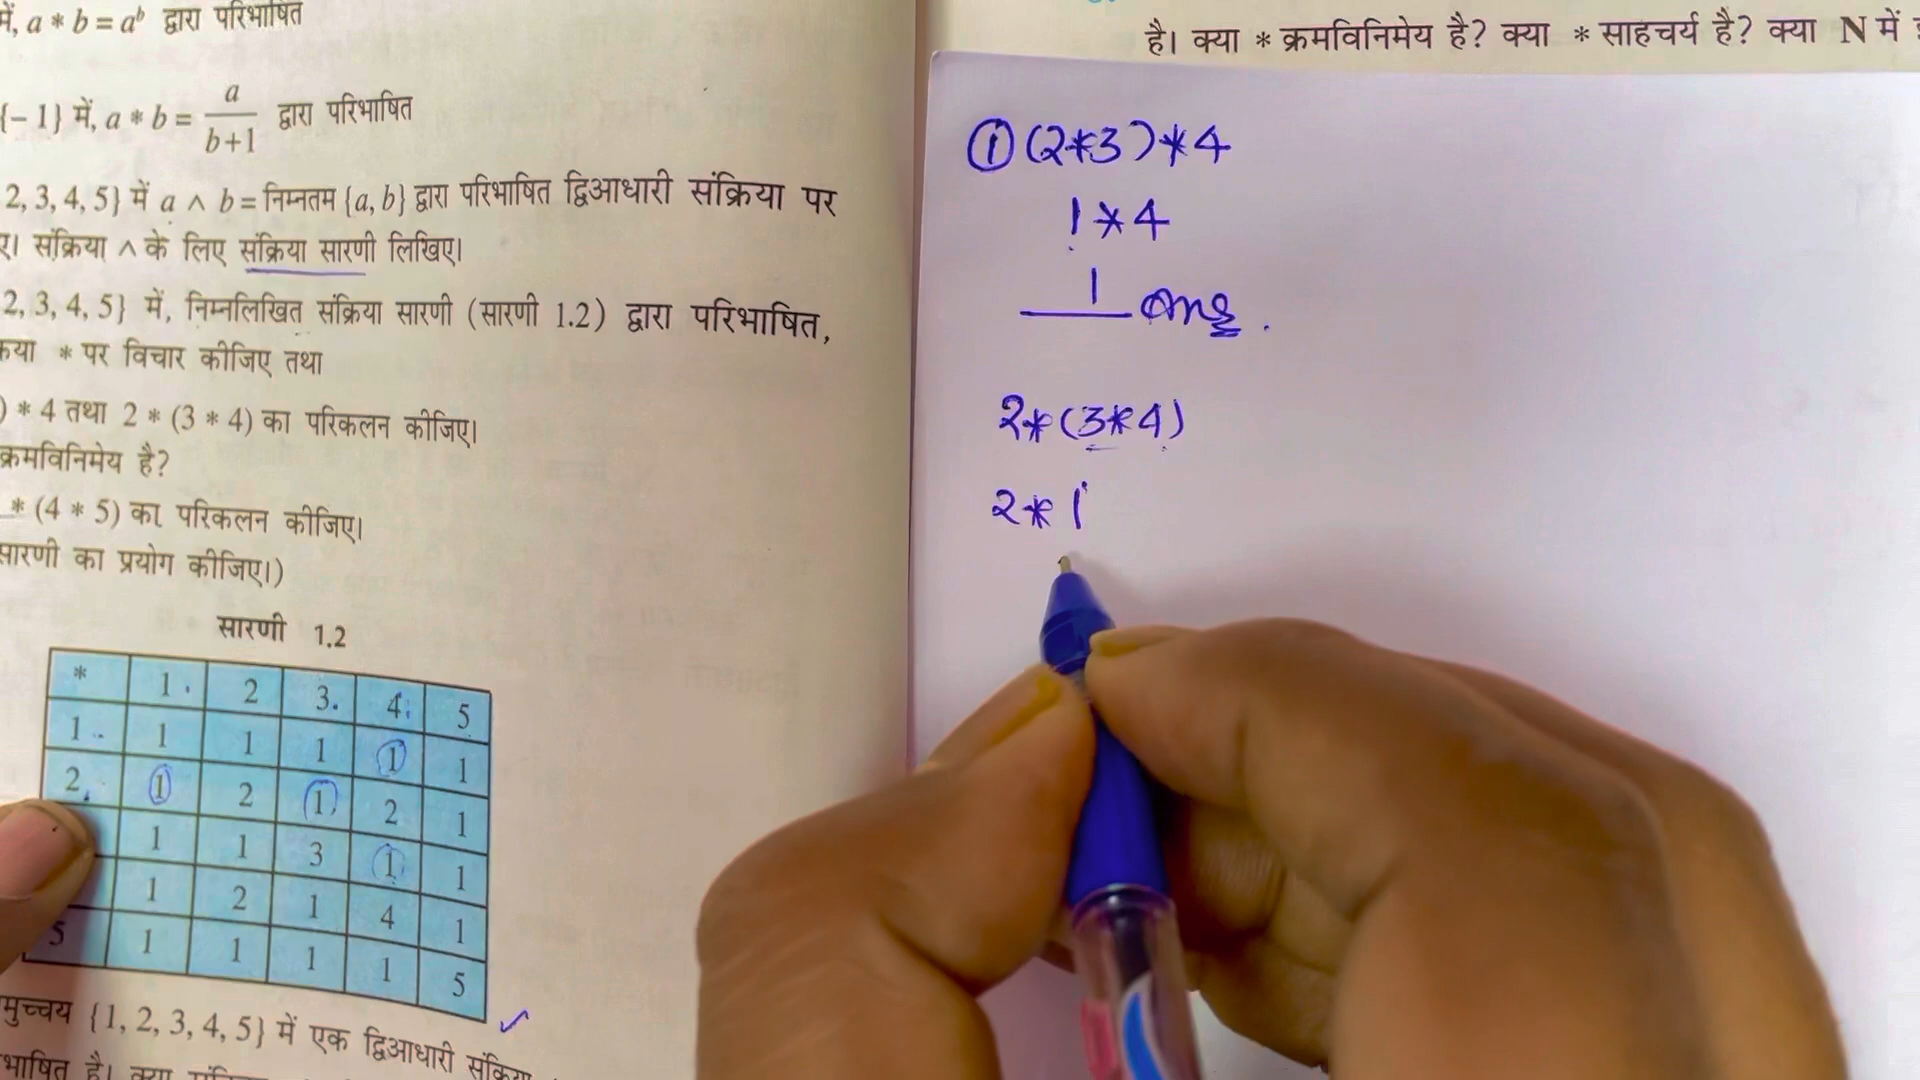 में, a * b = a^b द्वारा परिभाषित
{– 1} में, a * b = a/(b+1) द्वारा परिभाषित
2, 3, 4, 5} में a ∧ b = निम्नतम {a, b} द्वारा परिभाषित द्विआधारी संक्रिया पर
संक्रिया ∧ के लिए संक्रिया सारणी लिखिए।
2, 3, 4, 5} में, निम्नलिखित संक्रिया सारणी (सारणी 1.2) द्वारा परिभाषित,
* पर विचार कीजिए तथा
) * 4 तथा 2 * (3 * 4) का परिकलन कीजिए।
क्रमविनिमेय है?
* (4 * 5) का परिकलन कीजिए।
सारणी का प्रयोग कीजिए।)
सारणी 1.2
* 1 2 3 4 5
1 1 1 1 1 1
2 1 2 1 2 1
1 1 3 1 1
1 2 1 4 1
5 1 1 1 1 5
{1, 2, 3, 4, 5} में एक द्विआधारी
है। क्या
है। क्या * क्रमविनिमेय है? क्या * साहचर्य है? क्या N में
① (2*3)*4
1*4
1 ans.
2*(3*4)
2*1